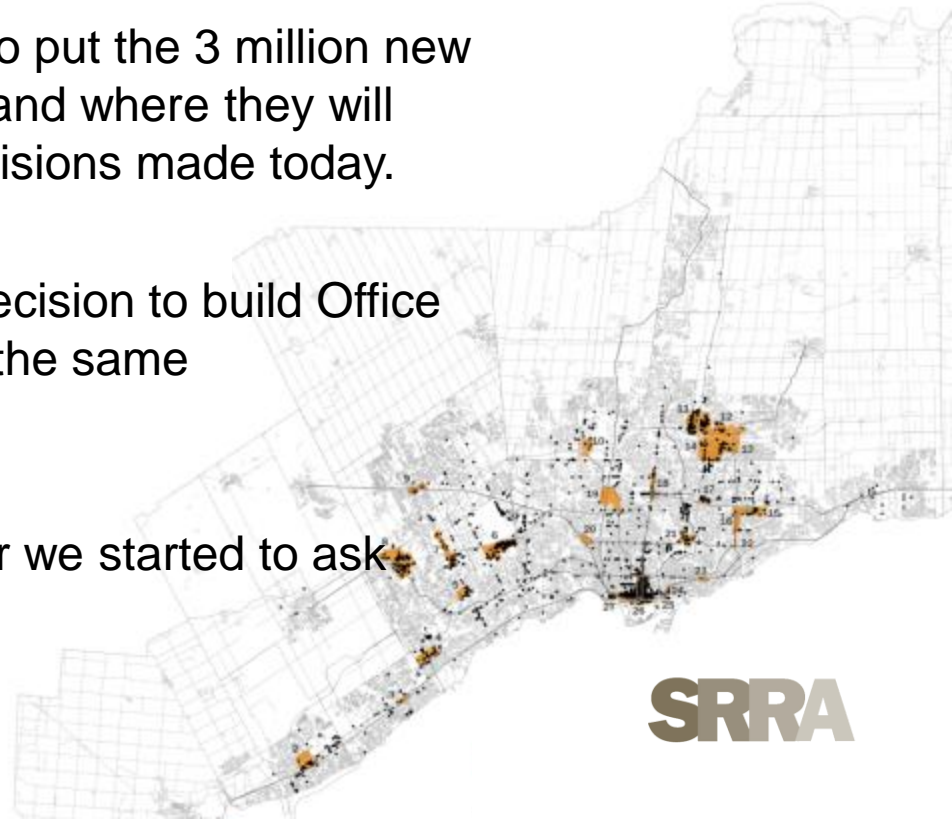 o put the 3 million new
and where they will
isions made today.
ecision to build Office
the same
r we started to ask
SRRA